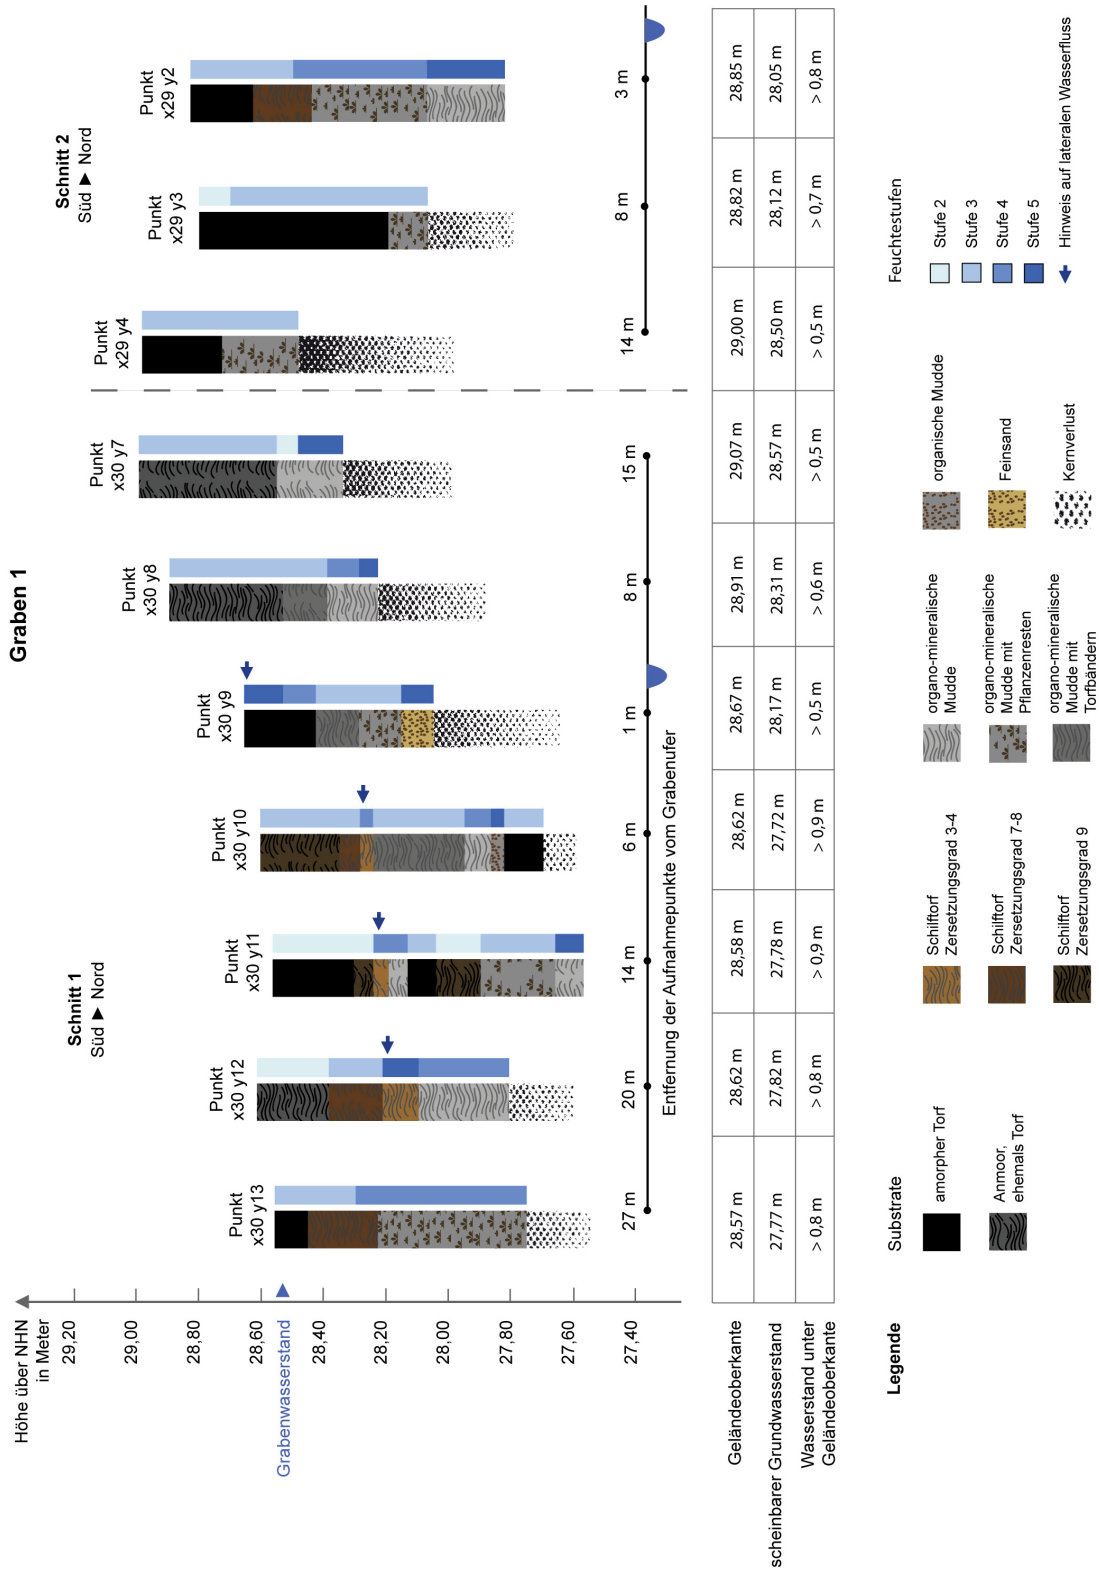 Graben 1
Schnitt 1
Süd ► Nord
Schnitt 2
Süd ► Nord
Höhe über NHN
in Meter
29,20
29,00
28,80
28,60
28,40
28,20
28,00
27,80
27,60
27,40
Grabenwasserstand
Punkt
x30 y13
Punkt
x30 y12
Punkt
x30 y11
Punkt
x30 y10
Punkt
x30 y9
Punkt
x30 y8
Punkt
x30 y7
Punkt
x29 y4
Punkt
x29 y3
Punkt
x29 y2
27 m 20 m 14 m 6 m 1 m 8 m 15 m 14 m 8 m 3 m
Entfernung der Aufnahmepunkte vom Grabenufer
Geländeoberkante 28,57 m 28,62 m 28,58 m 28,62 m 28,67 m 28,91 m 29,07 m 29,00 m 28,82 m 28,85 m
scheinbarer Grundwasserstand 27,77 m 27,82 m 27,78 m 27,72 m 28,17 m 28,31 m 28,57 m 28,50 m 28,12 m 28,05 m
Wasserstand unter
Geländeoberkante > 0,8 m > 0,8 m > 0,9 m > 0,9 m > 0,5 m > 0,6 m > 0,5 m > 0,5 m > 0,7 m > 0,8 m
Legende
Substrate
amorpher Torf
Anmoor,
ehemals Torf
Schilftorf
Zersetzungsgrad 3-4
Schilftorf
Zersetzungsgrad 7-8
Schilftorf
Zersetzungsgrad 9
organo-mineralische
Mudde
organo-mineralische
Mudde mit
Pflanzenresten
organo-mineralische
Mudde mit
Torfbändern
organische Mudde
Feinsand
Kernverlust
Feuchtestufen
Stufe 2
Stufe 3
Stufe 4
Stufe 5
Hinweis auf lateralen Wasserfluss